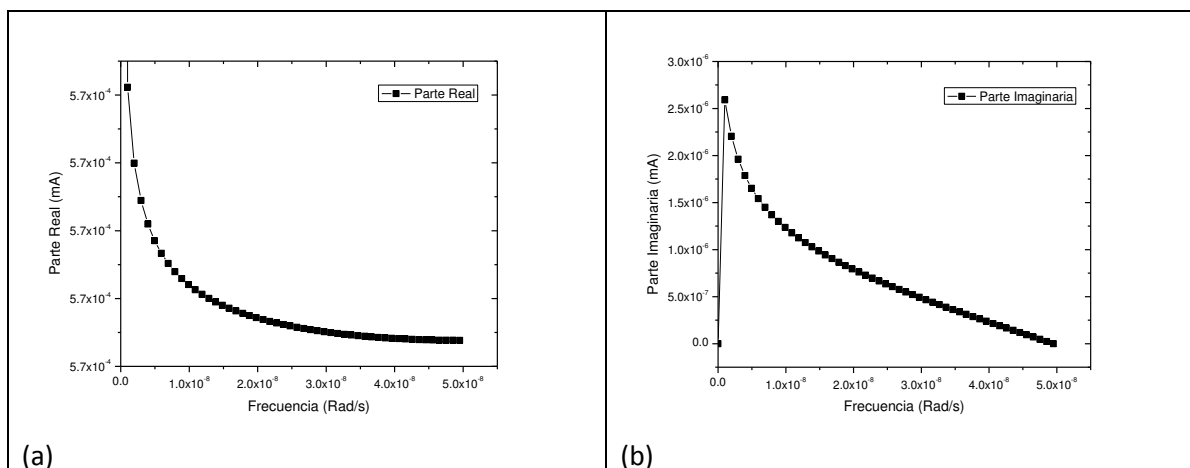 5.7x10⁻⁴
5.7x10⁻⁴
5.7x10⁻⁴
5.7x10⁻⁴
5.7x10⁻⁴
Parte Real (mA)
Parte Real
0.0 1.0x10⁻⁸ 2.0x10⁻⁸ 3.0x10⁻⁸ 4.0x10⁻⁸ 5.0x10⁻⁸
Frecuencia (Rad/s)
(a)
3.0x10⁻⁶
2.5x10⁻⁶
2.0x10⁻⁶
1.5x10⁻⁶
1.0x10⁻⁶
5.0x10⁻⁷
0.0
Parte Imaginaria (mA)
Parte Imaginaria
0.0 1.0x10⁻⁸ 2.0x10⁻⁸ 3.0x10⁻⁸ 4.0x10⁻⁸ 5.0x10⁻⁸
Frecuencia (Rad/s)
(b)